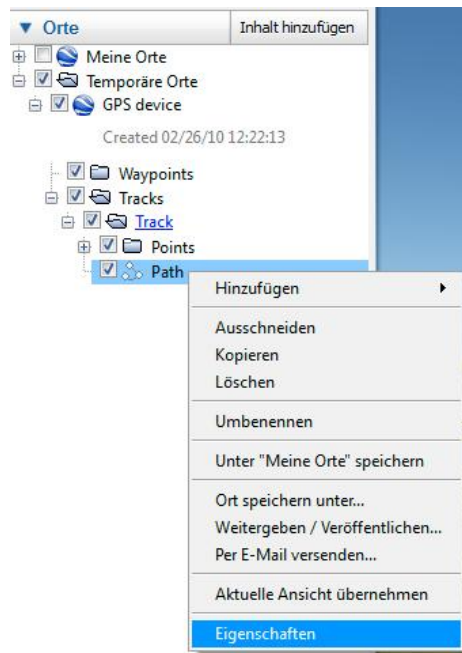 Orte
Inhalt hinzufügen
Meine Orte
Temporäre Orte
GPS device
Created 02/26/10 12:22:13
Waypoints
Tracks
Track
Points
Path
Hinzufügen
Ausschneiden
Kopieren
Löschen
Umbenennen
Unter "Meine Orte" speichern
Ort speichern unter...
Weitergeben / Veröffentlichen...
Per E-Mail versenden...
Aktuelle Ansicht übernehmen
Eigenschaften